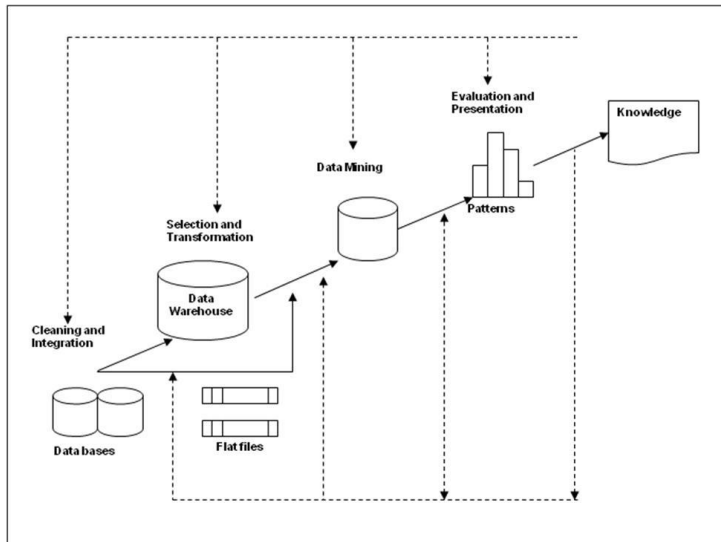 Evaluation and
Presentation
Knowledge
Data Mining
Patterns
Selection and
Transformation
Data
Warehouse
Cleaning and
Integration
Data bases
Flat files